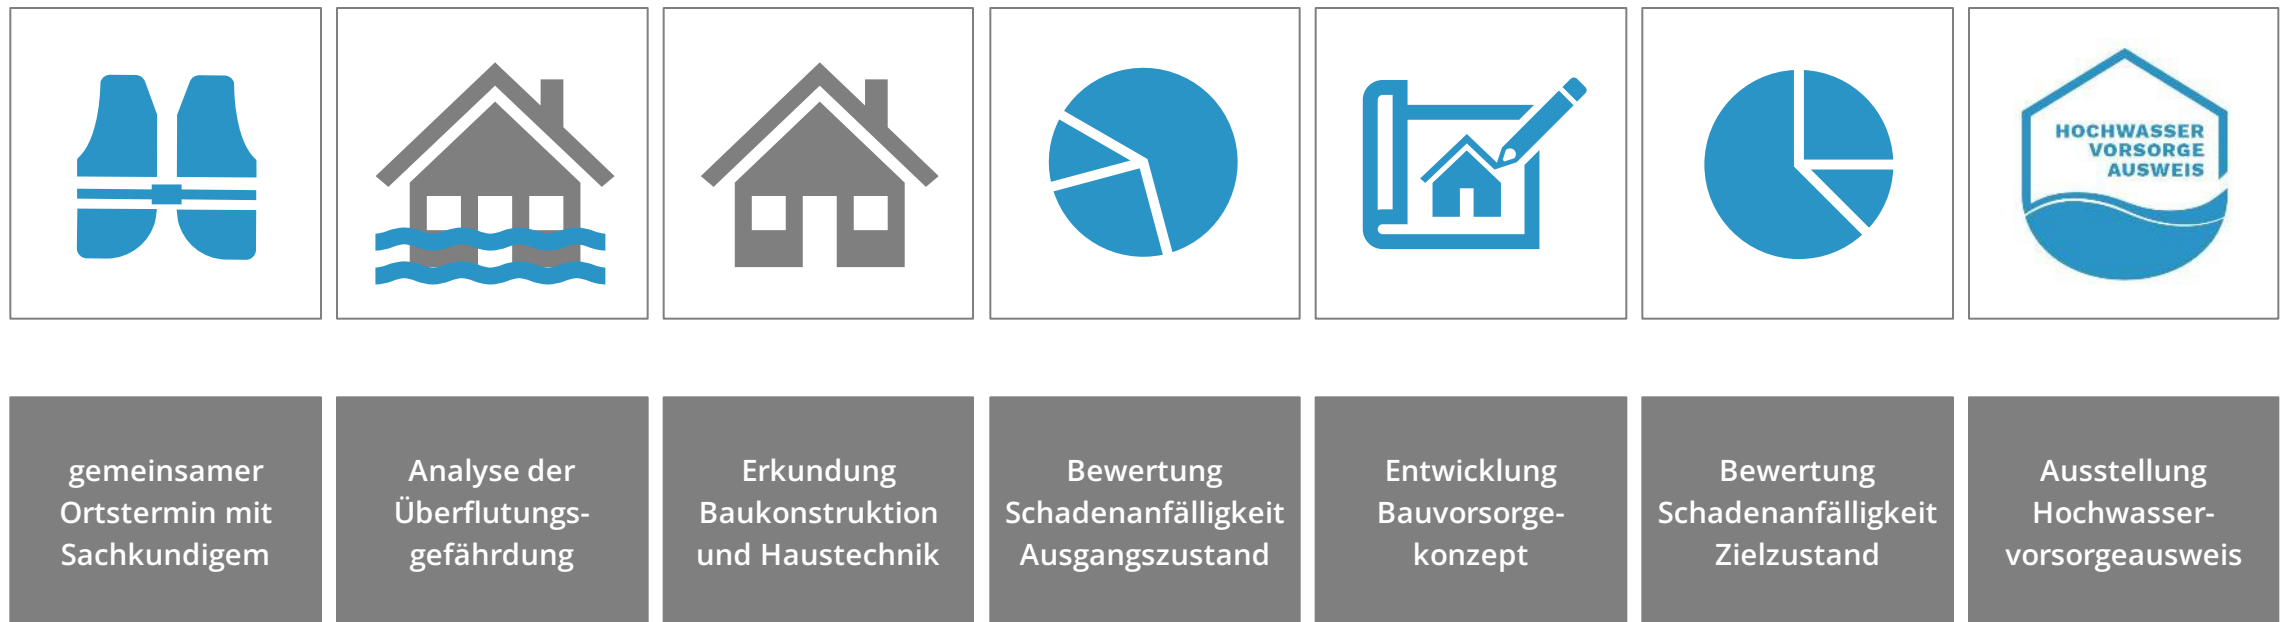 HOCHWASSER
VORSORGE
AUSWEIS
gemeinsamer
Ortstermin mit
Sachkundigem
Analyse der
Überflutungs-
gefährdung
Erkundung
Baukonstruktion
und Haustechnik
Bewertung
Schadenanfälligkeit
Ausgangszustand
Entwicklung
Bauvorsorge-
konzept
Bewertung
Schadenanfälligkeit
Zielzustand
Ausstellung
Hochwasser-
vorsorgeausweis